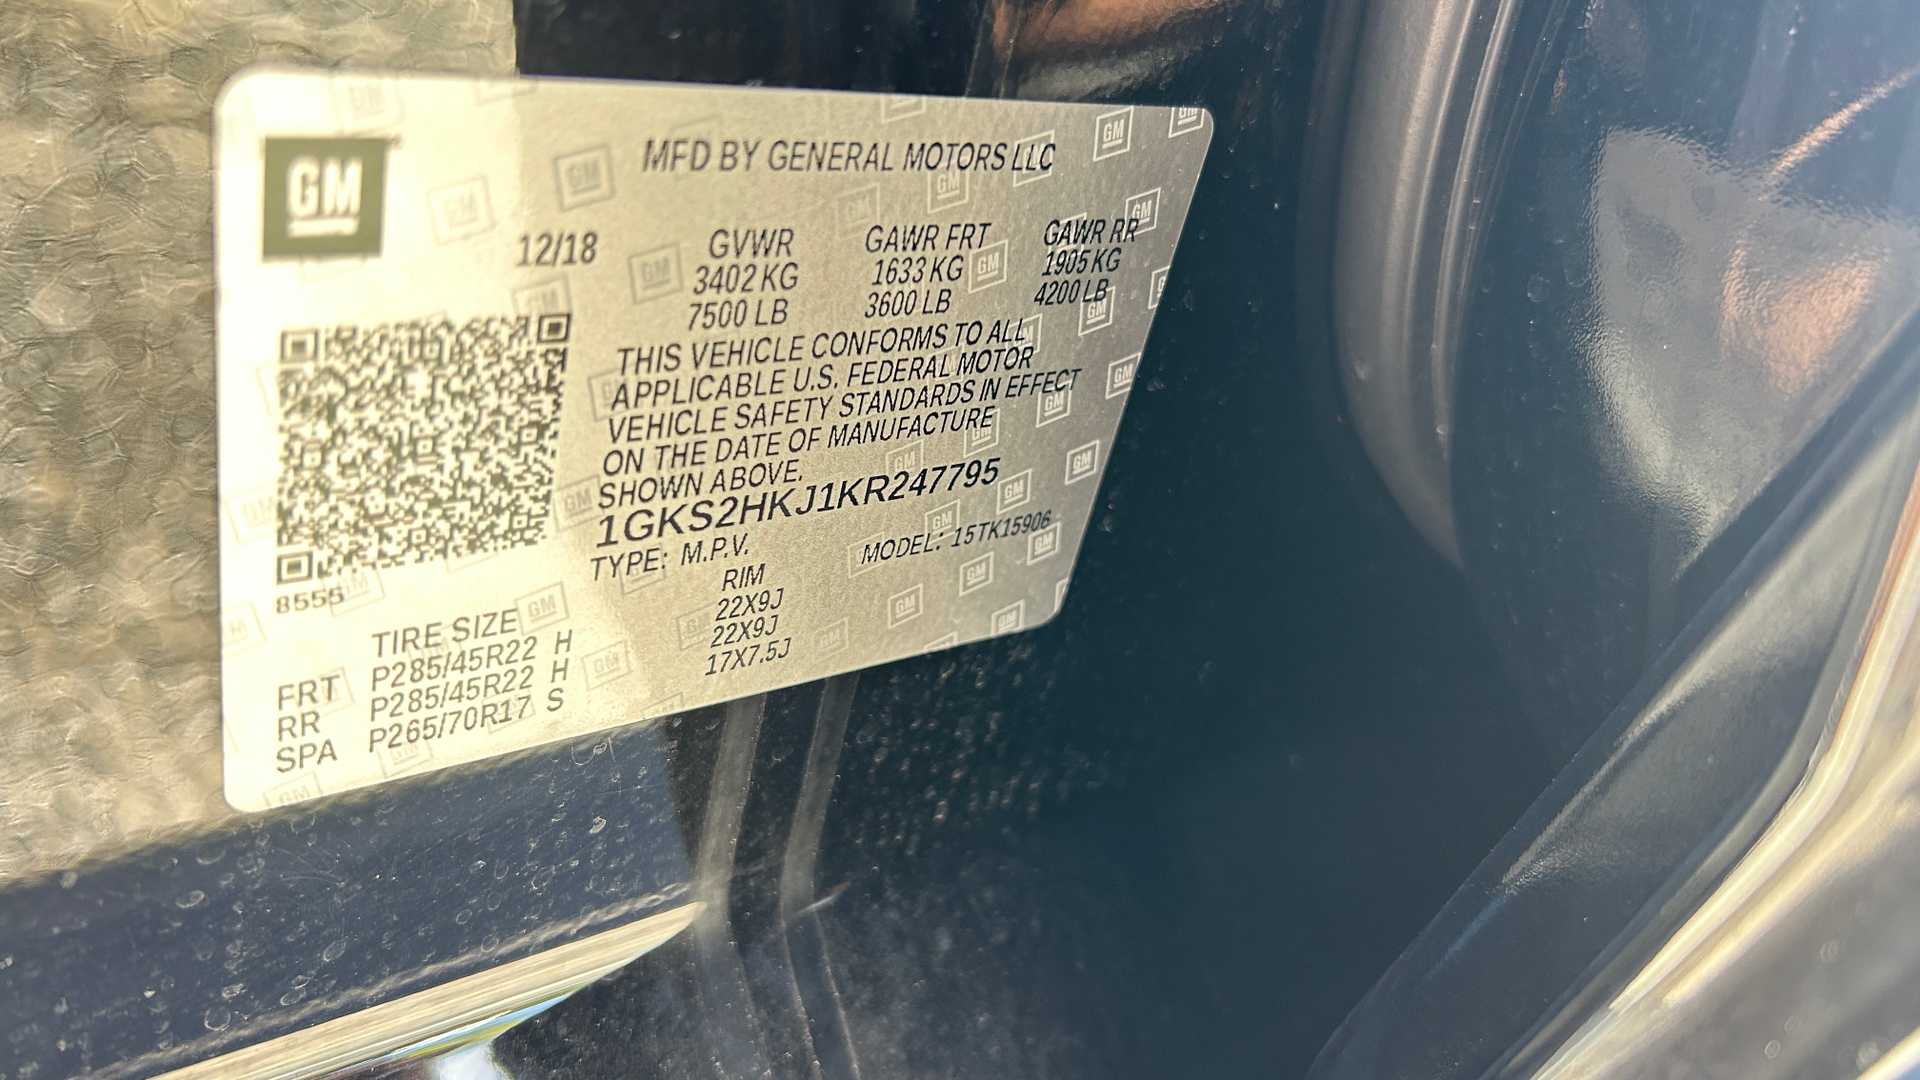 GM
MFD BY GENERAL MOTORS LLC
12/18 GVWR GAWR FRT GAWR RR
3402 KG 1633 KG 1905 KG
7500 LB 3600 LB 4200 LB
THIS VEHICLE CONFORMS TO ALL
APPLICABLE U.S. FEDERAL MOTOR
VEHICLE SAFETY STANDARDS IN EFFECT
ON THE DATE OF MANUFACTURE
SHOWN ABOVE.
1GKS2HKJ1KR247795
TYPE: M.P.V. MODEL: 15TK15906
8555
TIRE SIZE RIM
FRT P285/45R22 H 22X9J
RR P285/45R22 H 22X9J
SPA P265/70R17 S 17X7.5J